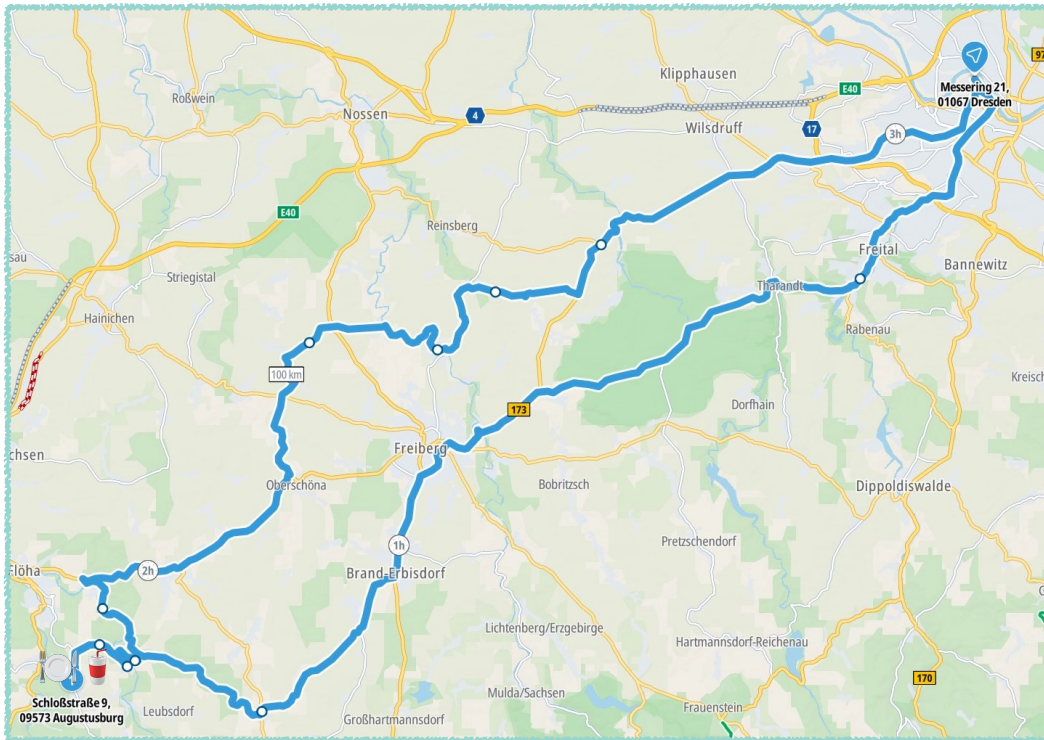 97
Klipphausen
E40
Messering 21,
01067 Dresden
Roßwein
Nossen
4
Wilsdruff
17
3h
E40
Reinsberg
Freital
Bannewitz
sau
Striegistal
Tharandt
Hainichen
Rabenau
100 km
Kreisch
173
Dorfhain
chsen
Freiberg
Oberschöna
Bobritzsch
Dippoldiswalde
1h
Pretzschendorf
Flöha
2h
Brand-Erbisdorf
Lichtenberg/Erzgebirge
Hartmannsdorf-Reichenau
170
Schloßstraße 9,
09573 Augustusburg
Leubsdorf
Mulda/Sachsen
Frauenstein
Großhartmannsdorf